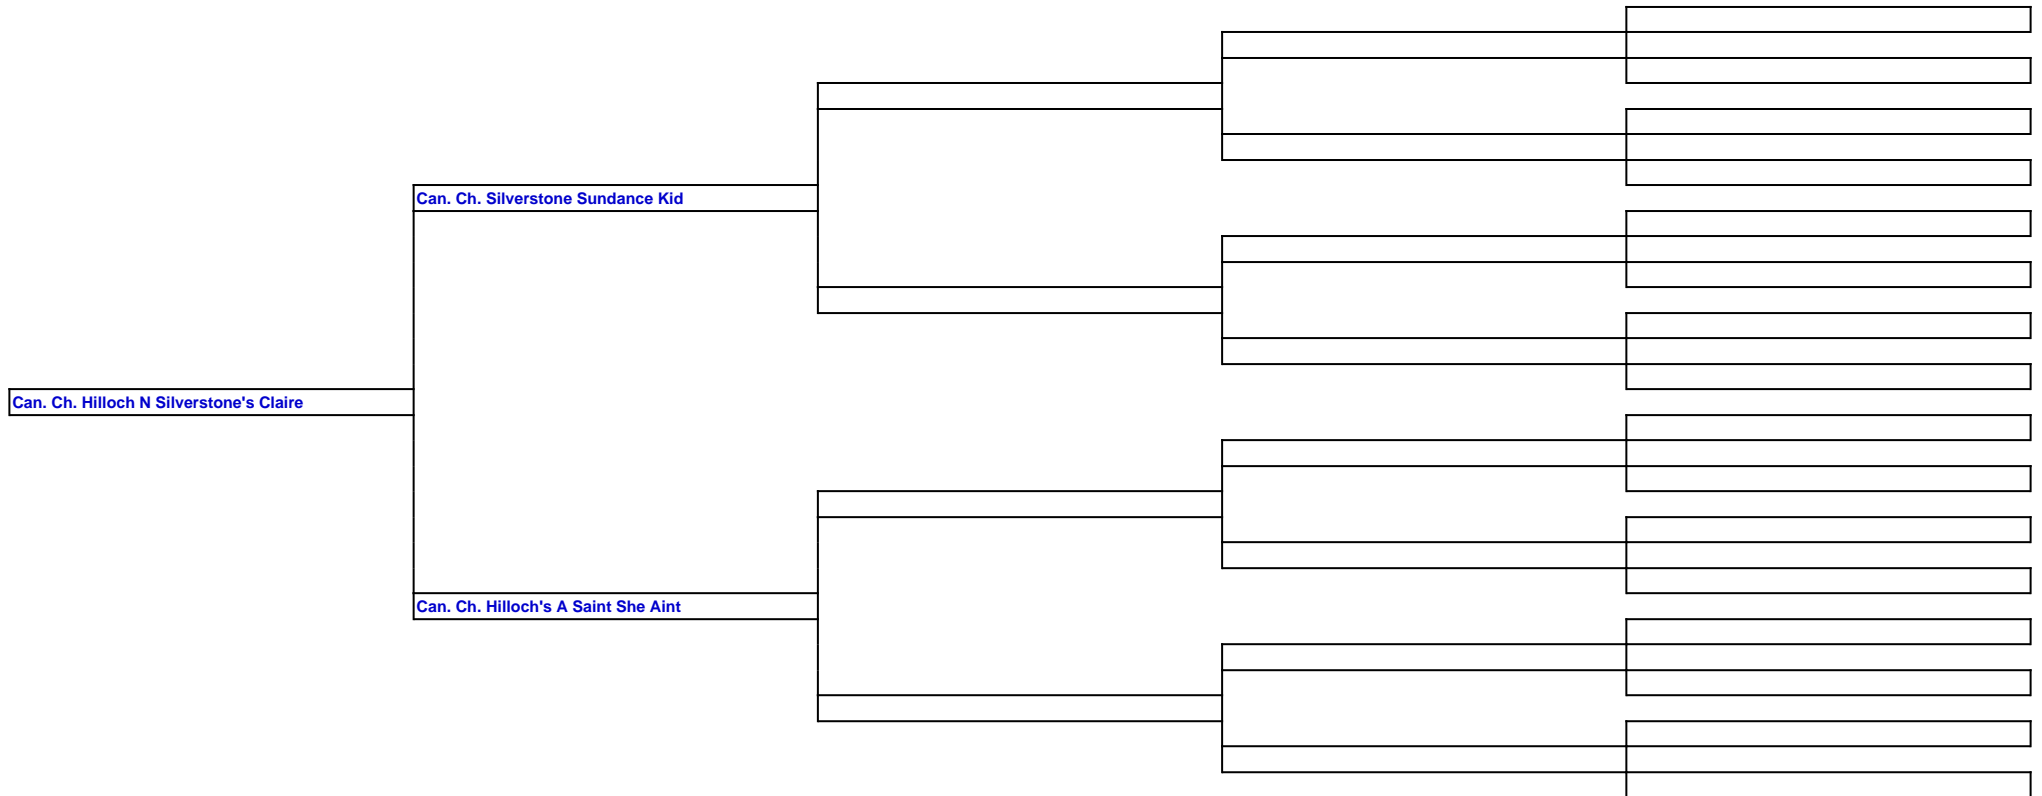 Can. Ch. Silverstone Sundance Kid
Can. Ch. Hilloch N Silverstone's Claire
Can. Ch. Hilloch's A Saint She Aint